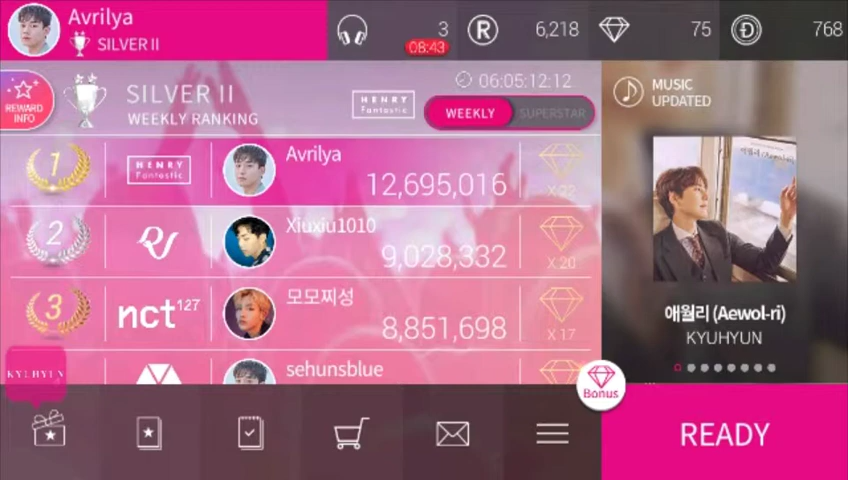 Avrilya
SILVER II
3
08:43
R
6,218
75
Đ
768
REWARD
INFO
SILVER II
WEEKLY RANKING
HENRY
Fantastic
06:05:12:12
WEEKLY
SUPERSTAR
MUSIC
UPDATED
1
HENRY
Fantastic
Avrilya
12,695,016
2
RV
Xiuxiu1010
9,028,332
X 20
3
nct 127
모모찌성
8,851,698
X 17
sehunsblue
애월리 (Aewol-ri)
KYUHYUN
KYUHYUN
Bonus
READY